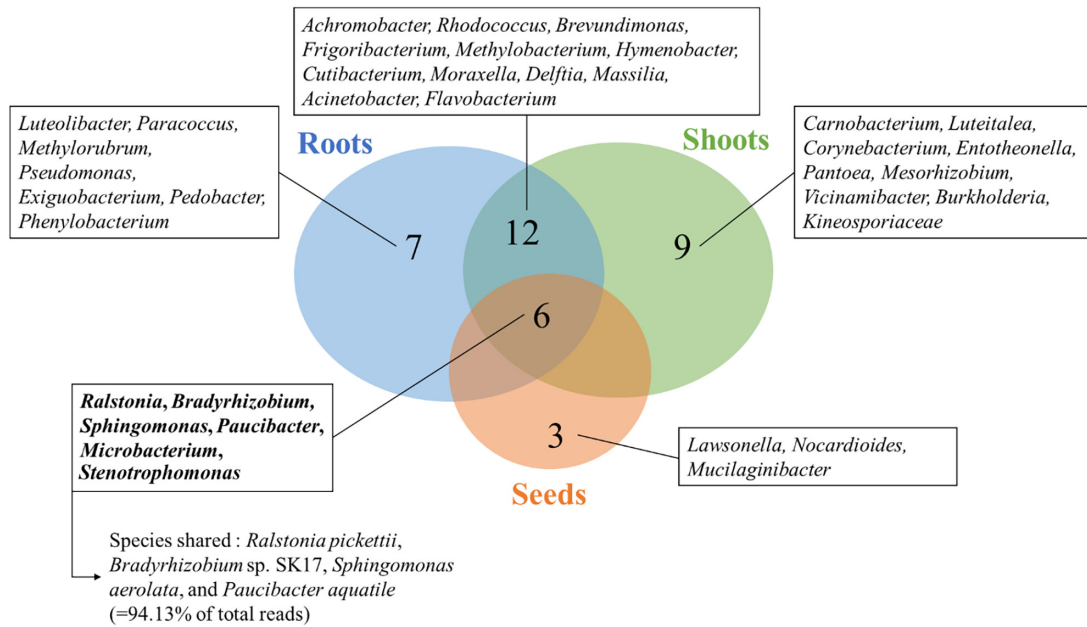 Achromobacter, Rhodococcus, Brevundimonas,
Frigoribacterium, Methylobacterium, Hymenobacter,
Cutibacterium, Moraxella, Delftia, Massilia,
Acinetobacter, Flavobacterium
Luteolibacter, Paracoccus,
Methylorubrum,
Pseudomonas,
Exiguobacterium, Pedobacter,
Phenylobacterium
Roots
Shoots
Carnobacterium, Luteitalea,
Corynebacterium, Entotheonella,
Pantoea, Mesorhizobium,
Vicinamibacter, Burkholderia,
Kineosporiaceae
7
12
9
6
Ralstonia, Bradyrhizobium,
Sphingomonas, Paucibacter,
Microbacterium,
Stenotrophomonas
3
Lawsonella, Nocardioides,
Mucilaginibacter
Seeds
Species shared : Ralstonia pickettii,
Bradyrhizobium sp. SK17, Sphingomonas
aerolata, and Paucibacter aquatile
(=94.13% of total reads)